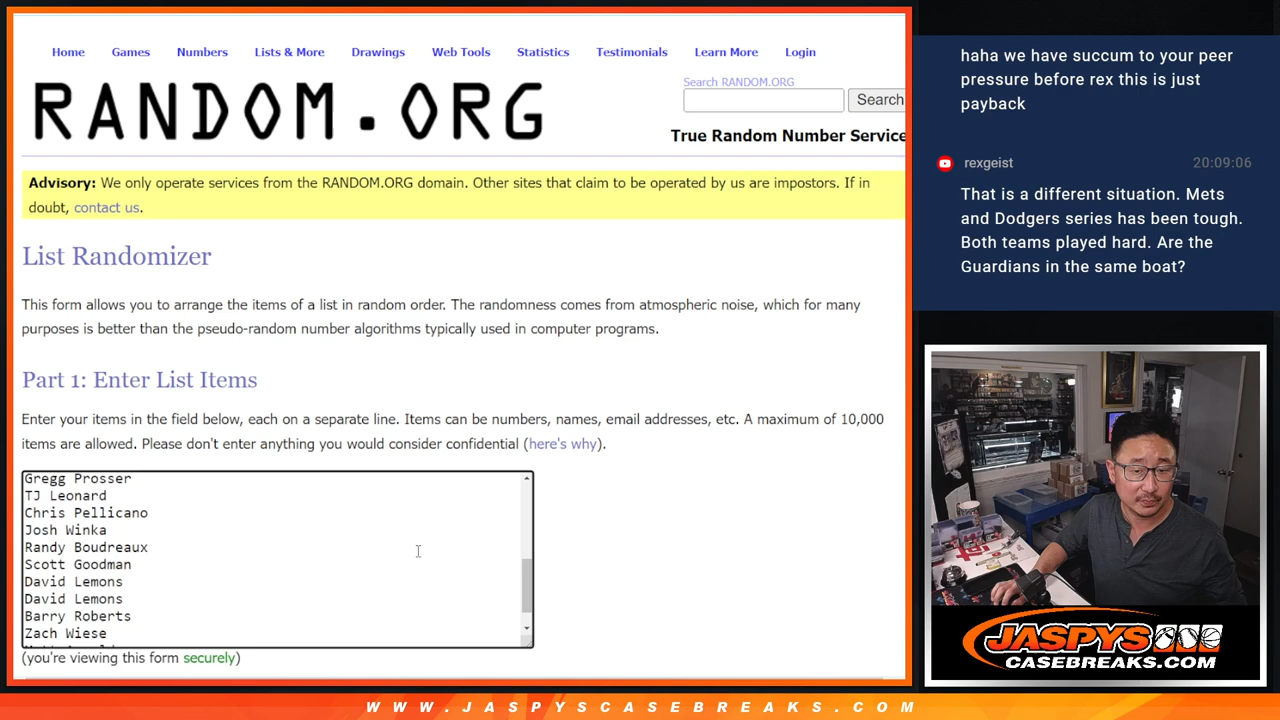 Home Games Numbers Lists & More Drawings Web Tools Statistics Testimonials Learn More Login
RANDOM.ORG
Search RANDOM.ORG
Search
True Random Number Service
Advisory: We only operate services from the RANDOM.ORG domain. Other sites that claim to be operated by us are impostors. If in
doubt, contact us.
List Randomizer
This form allows you to arrange the items of a list in random order. The randomness comes from atmospheric noise, which for many
purposes is better than the pseudo-random number algorithms typically used in computer programs.
Part 1: Enter List Items
Enter your items in the field below, each on a separate line. Items can be numbers, names, email addresses, etc. A maximum of 10,000
items are allowed. Please don't enter anything you would consider confidential (here's why).
Gregg Prosser
TJ Leonard
Chris Pellicano
Josh Winka
Randy Boudreaux
Scott Goodman
David Lemons
David Lemons
Barry Roberts
Zach Wiese
(you're viewing this form securely)
haha we have succum to your peer
pressure before rex this is just
payback
rexgeist 20:09:06
That is a different situation. Mets
and Dodgers series has been tough.
Both teams played hard. Are the
Guardians in the same boat?
JASPYS
CASEBREAKS.COM
WWW.JASPYSCASEBREAKS.COM